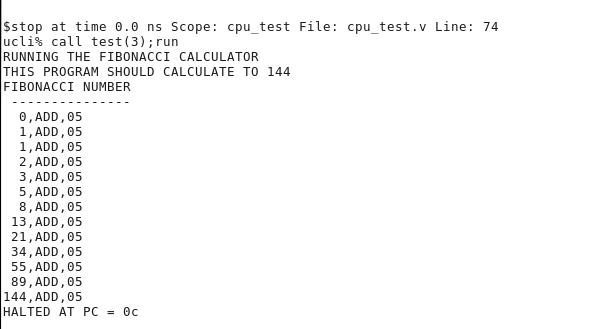 $stop at time 0.0 ns Scope: cpu_test File: cpu_test.v Line: 74
ucli% call test(3);run
RUNNING THE FIBONACCI CALCULATOR
THIS PROGRAM SHOULD CALCULATE TO 144
FIBONACCI NUMBER
 ---------------
  0,ADD,05
  1,ADD,05
  1,ADD,05
  2,ADD,05
  3,ADD,05
  5,ADD,05
  8,ADD,05
 13,ADD,05
 21,ADD,05
 34,ADD,05
 55,ADD,05
 89,ADD,05
144,ADD,05
HALTED AT PC = 0c